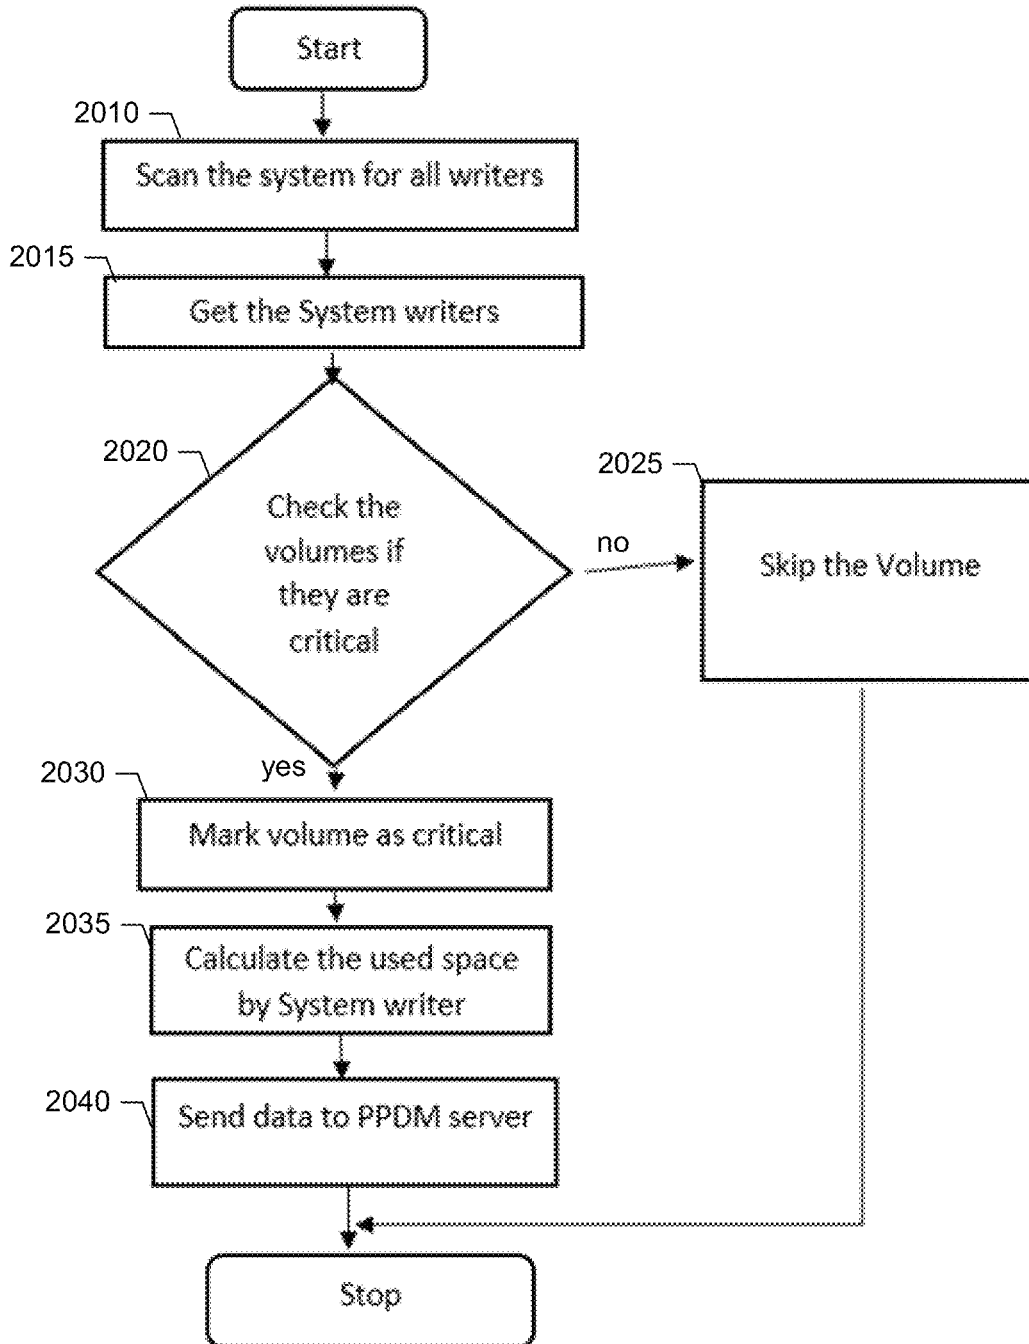 Start
2010
Scan the system for all writers
2015
Get the System writers
2020
Check the
volumes if
they are
critical
no
2025
Skip the Volume
yes
2030
Mark volume as critical
2035
Calculate the used space
by System writer
2040
Send data to PPDM server
Stop